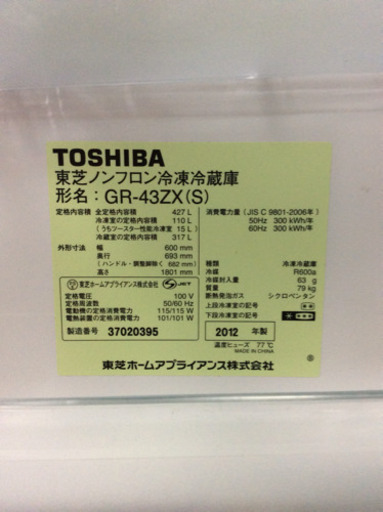 TOSHIBA
東芝ノンフロン冷凍冷蔵庫
形名：GR-43ZX(S)
定格内容積 全定格内容積 427 L
冷凍室の定格内容積 110 L
(うちツースター性能冷凍室 15 L)
冷蔵室の定格内容積 317 L
外形寸法 幅 600 mm
奥行 693 mm
(ハンドル・調整脚除く 682 mm)
高さ 1801 mm
東芝ホームアプライアンス株式会社 JET
定格電圧 100 V
定格周波数 50/60 Hz
電動機の定格消費電力 115/115 W
電熱装置の定格消費電力 101/101 W
製造番号 37020395
消費電力量 (JIS C 9801-2006年)
50Hz 300 kWh/年
60Hz 300 kWh/年
種類 冷凍冷蔵庫
冷媒 R600a
冷媒封入量 63 g
質量 79 kg
断熱発泡ガス シクロペンタン
上段冷凍室の記号
下段冷凍室の記号
2012 年製
温度ヒューズ 77℃
MADE IN CHINA
東芝ホームアプライアンス株式会社